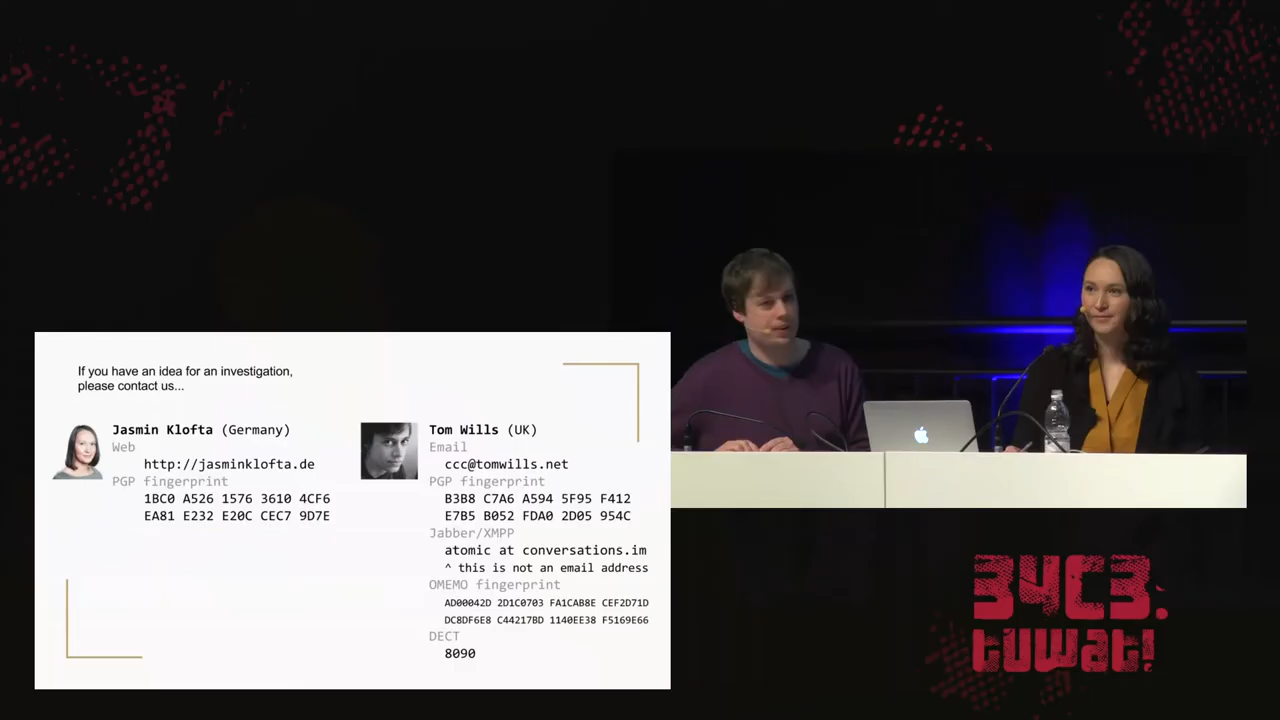 If you have an idea for an investigation,
please contact us...
Jasmin Klofta (Germany)
Web
http://jasminklofta.de
PGP fingerprint
1BC0 A526 1576 3610 4CF6
EA81 E232 E20C CEC7 9D7E
Tom Wills (UK)
Email
ccc@tomwills.net
PGP fingerprint
B3B8 C7A6 A594 5F95 F412
E7B5 B052 FDA0 2D05 954C
Jabber/XMPP
atomic at conversations.im
^ this is not an email address
OMEMO fingerprint
AD00042D 2D1C0703 FA1CAB8E CEF2D71D
DC8DF6E8 C44217BD 1140EE38 F5169E66
DECT
8090
34C3.
tuwat!